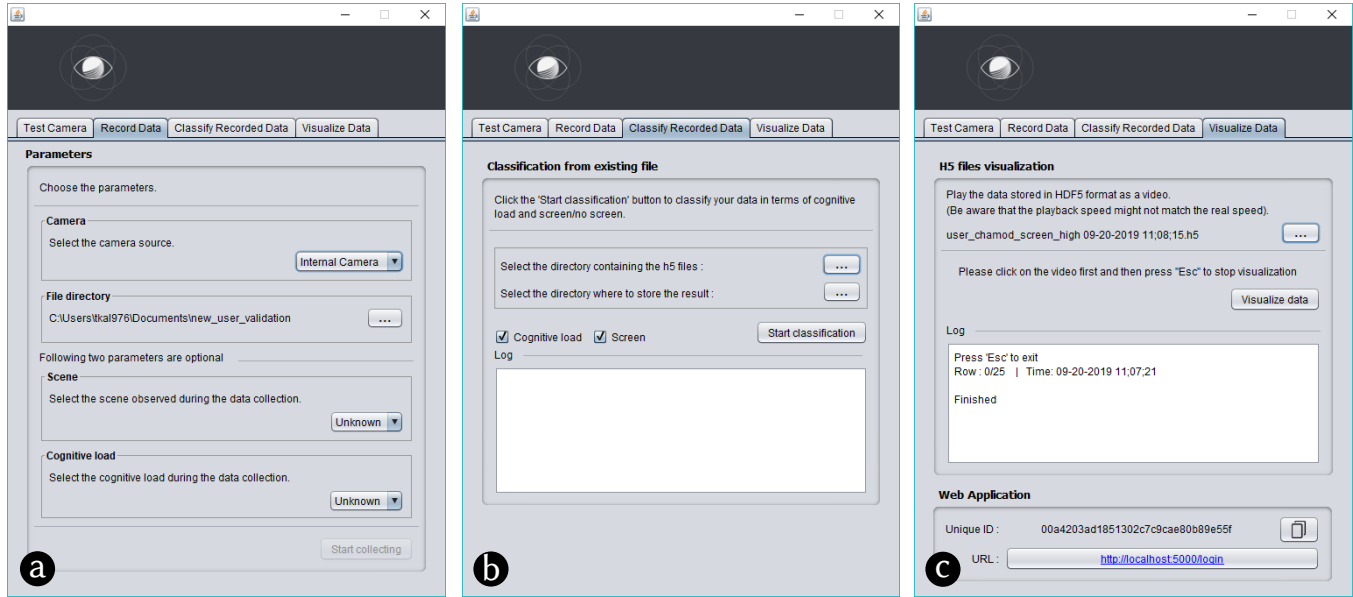 Test Camera Record Data Classify Recorded Data Visualize Data
Parameters
Choose the parameters.
Camera
Select the camera source.
Internal Camera
File directory
C:\Users\tkal976\Documents\new_user_validation
...
Following two parameters are optional
Scene
Select the scene observed during the data collection.
Unknown
Cognitive load
Select the cognitive load during the data collection.
Unknown
Start collecting
a
Test Camera Record Data Classify Recorded Data Visualize Data
Classification from existing file
Click the 'Start classification' button to classify your data in terms of cognitive
load and screen/no screen.
Select the directory containing the h5 files : ...
Select the directory where to store the result : ...
Cognitive load Screen Start classification
Log
b
Test Camera Record Data Classify Recorded Data Visualize Data
H5 files visualization
Play the data stored in HDF5 format as a video.
(Be aware that the playback speed might not match the real speed).
user_chamod_screen_high 09-20-2019 11;08;15.h5 ...
Please click on the video first and then press "Esc" to stop visualization
Visualize data
Log
Press 'Esc' to exit
Row : 0/25 | Time: 09-20-2019 11;07;21
Finished
Web Application
Unique ID : 00a4203ad1851302c7c9cae80b89e55f
URL : http://localhost:5000/login
c